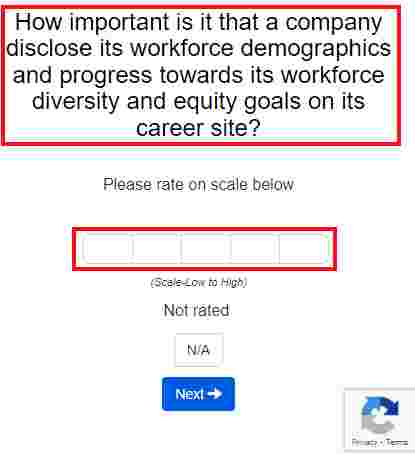 How important is it that a company
disclose its workforce demographics
and progress towards its workforce
diversity and equity goals on its
career site?
Please rate on scale below
(Scale-Low to High)
Not rated
N/A
Next
Privacy - Terms